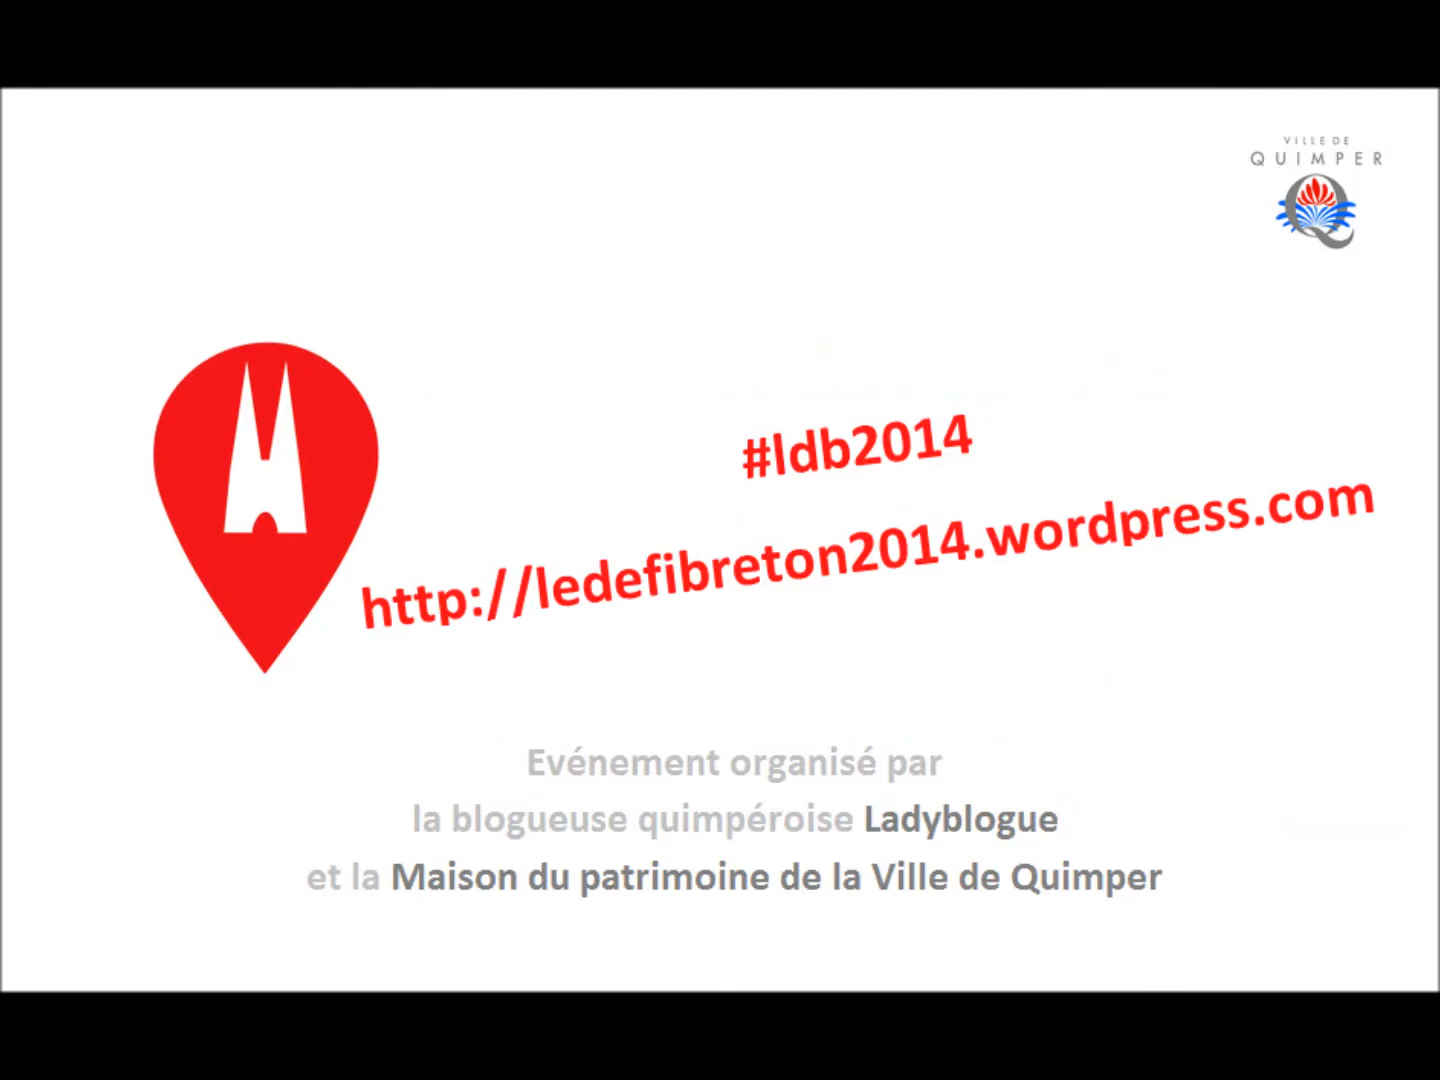 VILLE DE
QUIMPER
#ldb2014
http://ledefibreton2014.wordpress.com
Evénement organisé par
la blogueuse quimpéroise Ladyblogue
et la Maison du patrimoine de la Ville de Quimper